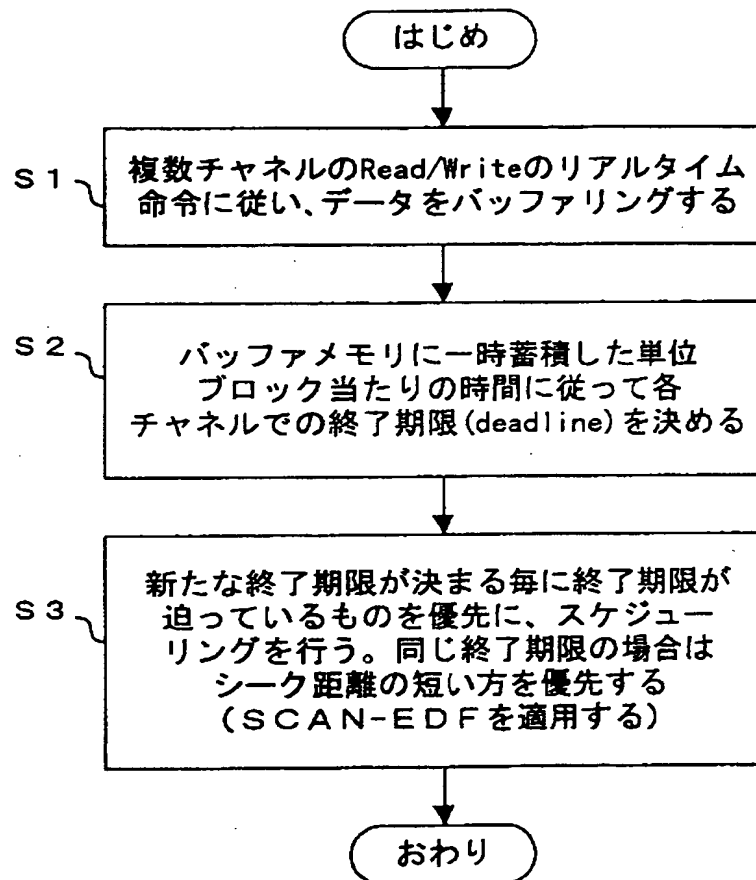 はじめ
S1
複数チャネルのRead/Writeのリアルタイム
命令に従い、データをバッファリングする
S2
バッファメモリに一時蓄積した単位
ブロック当たりの時間に従って各
チャネルでの終了期限(deadline)を決める
S3
新たな終了期限が決まる毎に終了期限が
迫っているものを優先に、スケジュー
リングを行う。同じ終了期限の場合は
シーク距離の短い方を優先する
(SCAN-EDFを適用する)
おわり